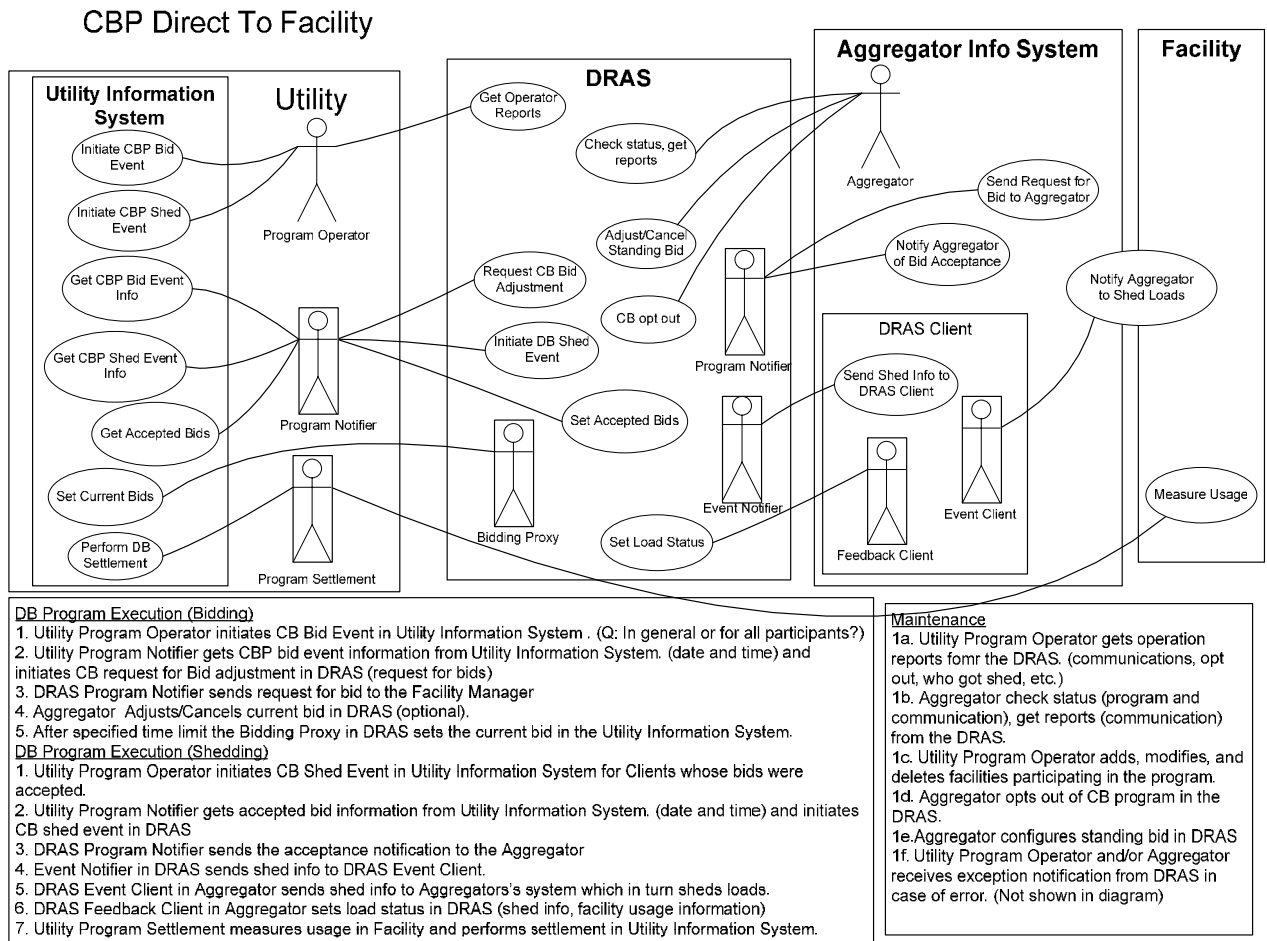 CBP Direct To Facility
Utility Information
System
Utility
Initiate CBP Bid
Event
Initiate CBP Shed
Event
Program Operator
Get CBP Bid Event
Info
Get CBP Shed Event
Info
Get Accepted Bids
Program Notifier
Set Current Bids
Perform DB
Settlement
Program Settlement
DRAS
Get Operator
Reports
Check status, get
reports
Adjust/Cancel
Standing Bid
Request CB Bid
Adjustment
CB opt out
Initiate DB Shed
Event
Program Notifier
Set Accepted Bids
Bidding Proxy
Event Notifier
Set Load Status
Aggregator Info System
Aggregator
Send Request for
Bid to Aggregator
Notify Aggregator
of Bid Acceptance
Notify Aggregator
to Shed Loads
DRAS Client
Send Shed Info to
DRAS Client
Event Client
Feedback Client
Facility
Measure Usage
DB Program Execution (Bidding)
1. Utility Program Operator initiates CB Bid Event in Utility Information System . (Q: In general or for all participants?)
2. Utility Program Notifier gets CBP bid event information from Utility Information System. (date and time) and
initiates CB request for Bid adjustment in DRAS (request for bids)
3. DRAS Program Notifier sends request for bid to the Facility Manager
4. Aggregator Adjusts/Cancels current bid in DRAS (optional).
5. After specified time limit the Bidding Proxy in DRAS sets the current bid in the Utility Information System.
DB Program Execution (Shedding)
1. Utility Program Operator initiates CB Shed Event in Utility Information System for Clients whose bids were
accepted.
2. Utility Program Notifier gets accepted bid information from Utility Information System. (date and time) and initiates
CB shed event in DRAS
3. DRAS Program Notifier sends the acceptance notification to the Aggregator
4. Event Notifier in DRAS sends shed info to DRAS Event Client.
5. DRAS Event Client in Aggregator sends shed info to Aggregators's system which in turn sheds loads.
6. DRAS Feedback Client in Aggregator sets load status in DRAS (shed info, facility usage information)
7. Utility Program Settlement measures usage in Facility and performs settlement in Utility Information System.
Maintenance
1a. Utility Program Operator gets operation
reports fomr the DRAS. (communications, opt
out, who got shed, etc.)
1b. Aggregator check status (program and
communication), get reports (communication)
from the DRAS.
1c. Utility Program Operator adds, modifies, and
deletes facilities participating in the program.
1d. Aggregator opts out of CB program in the
DRAS.
1e.Aggregator configures standing bid in DRAS
1f. Utility Program Operator and/or Aggregator
receives exception notification from DRAS in
case of error. (Not shown in diagram)